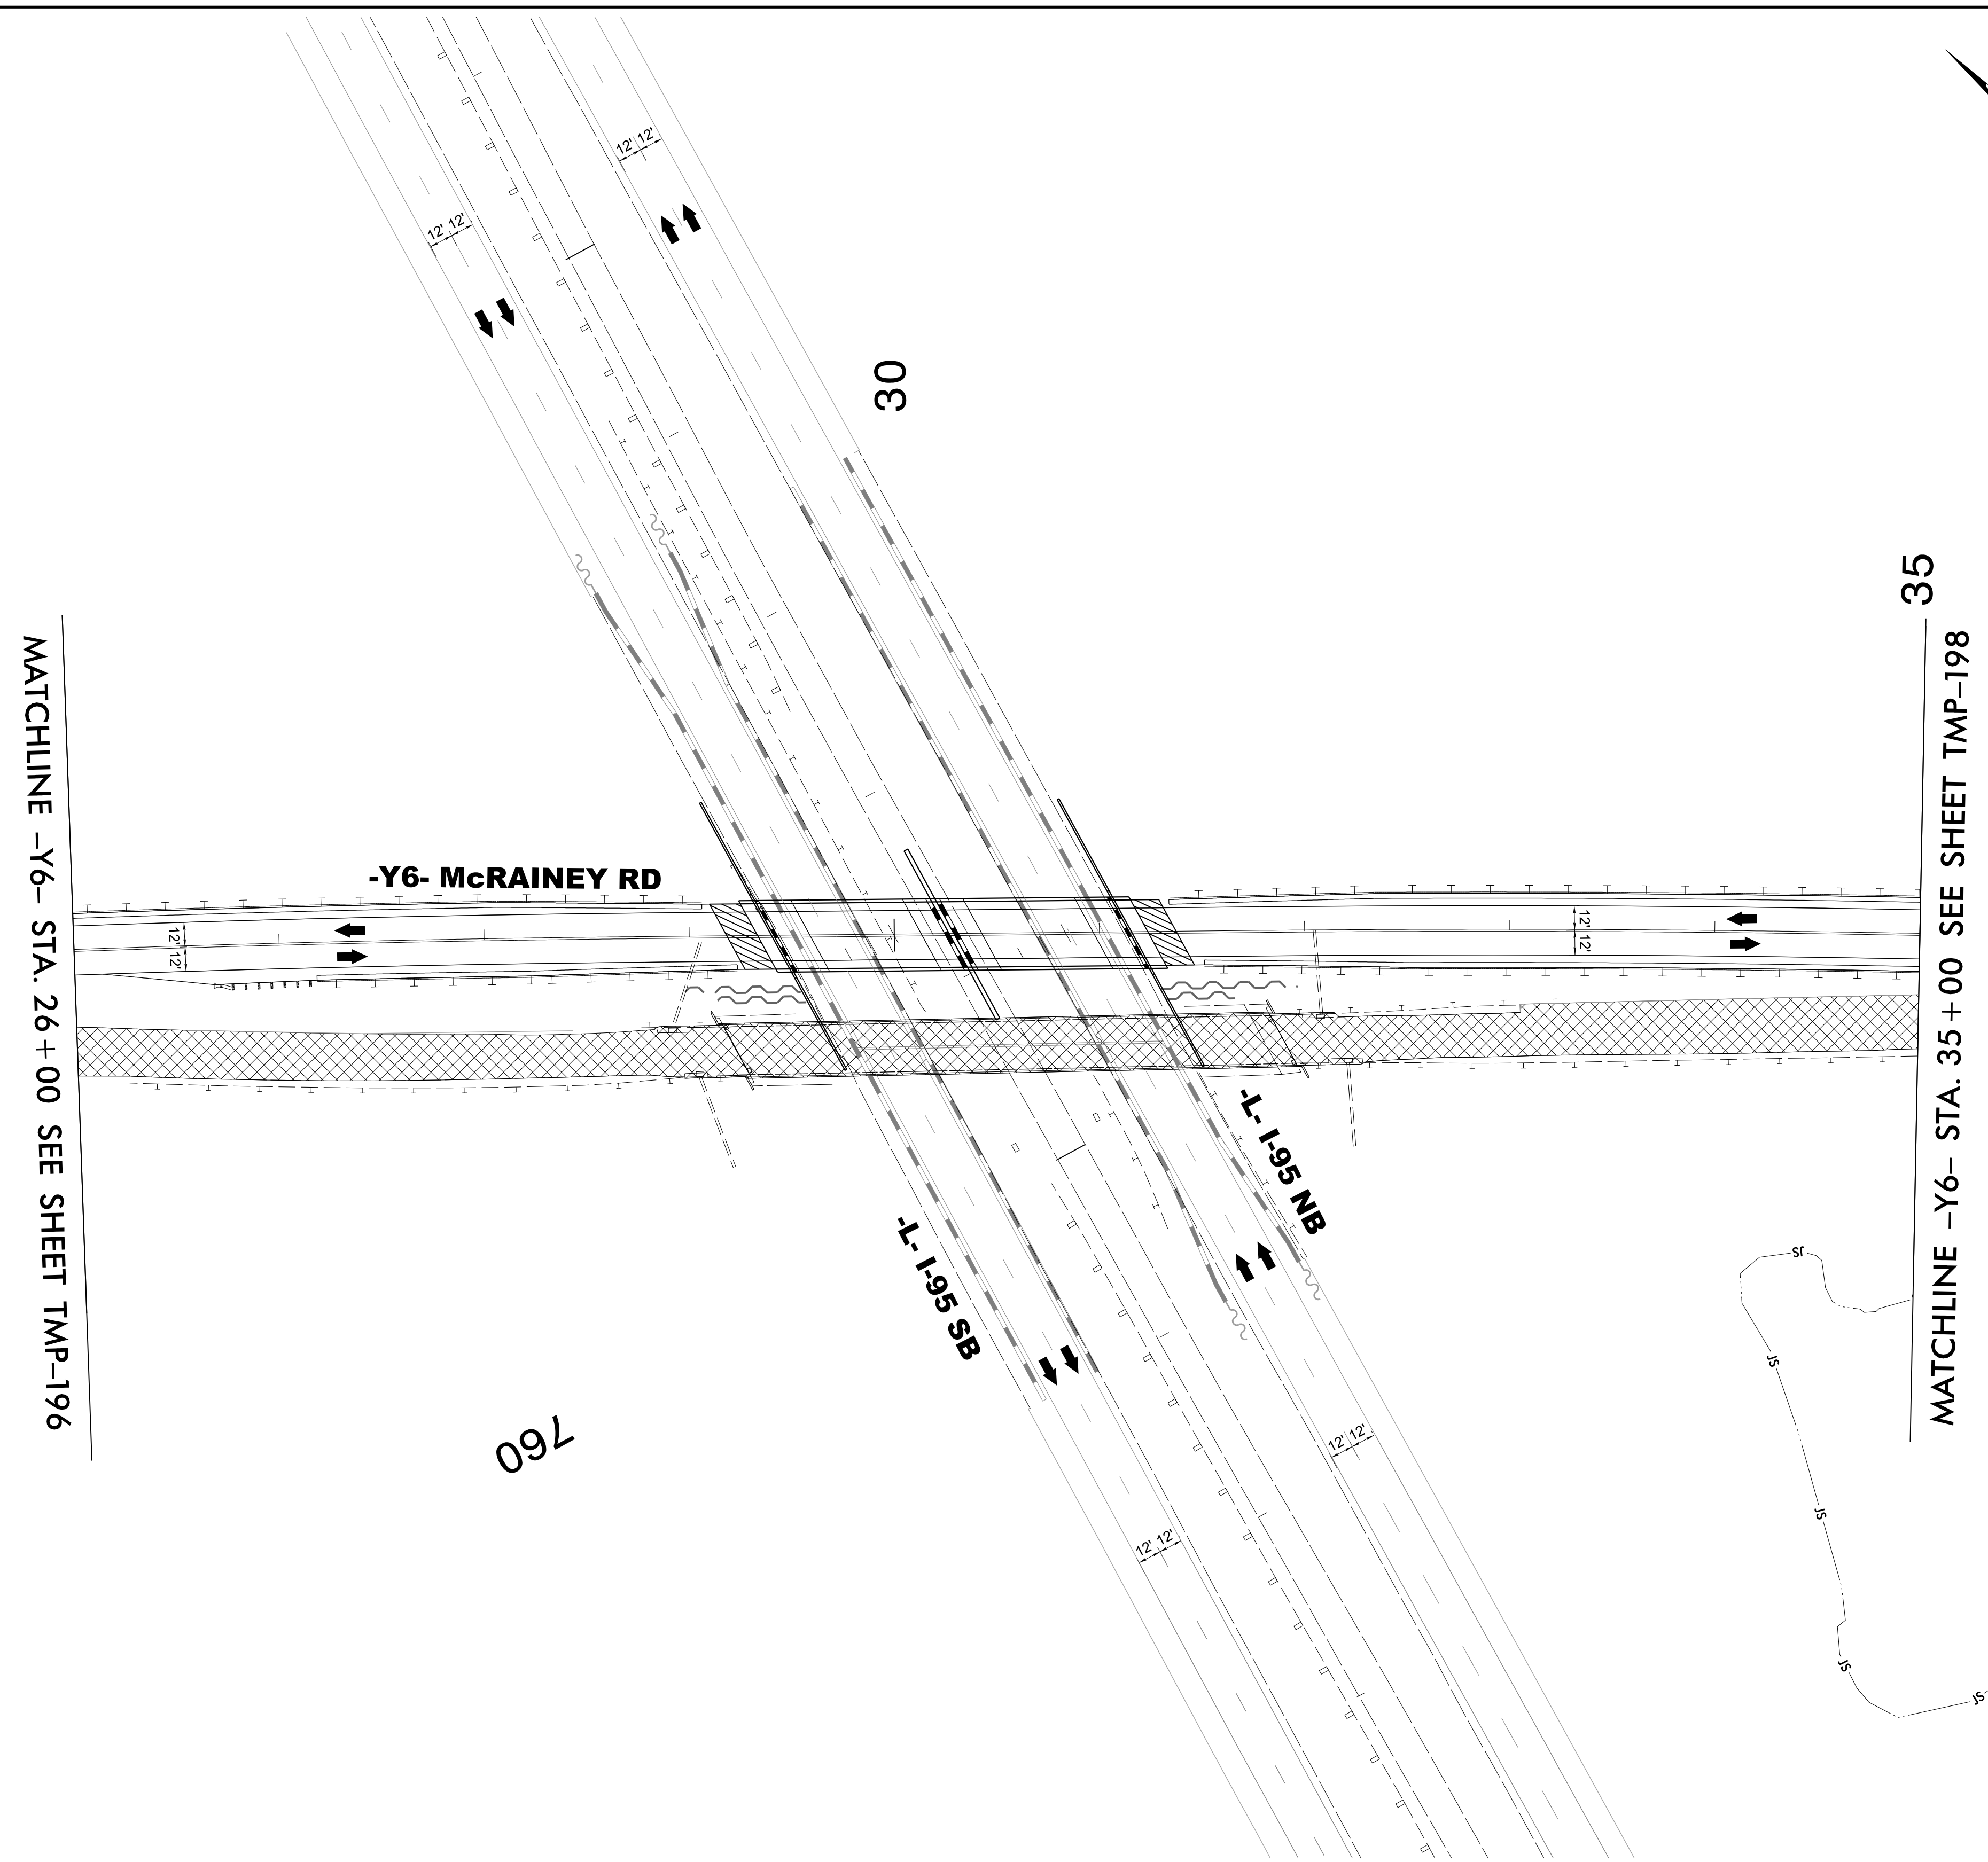 12' 12'
12' 12'
30
35
MATCHLINE –Y6– STA. 26+00 SEE SHEET TMP–196
MATCHLINE –Y6– STA. 35+00 SEE SHEET TMP–198
-Y6- McRAINEY RD
12'
12'
12'
12'
-L- I-95 NB
-L- I-95 SB
JS
JS
JS
JS
JS
760
12' 12'
12' 12'